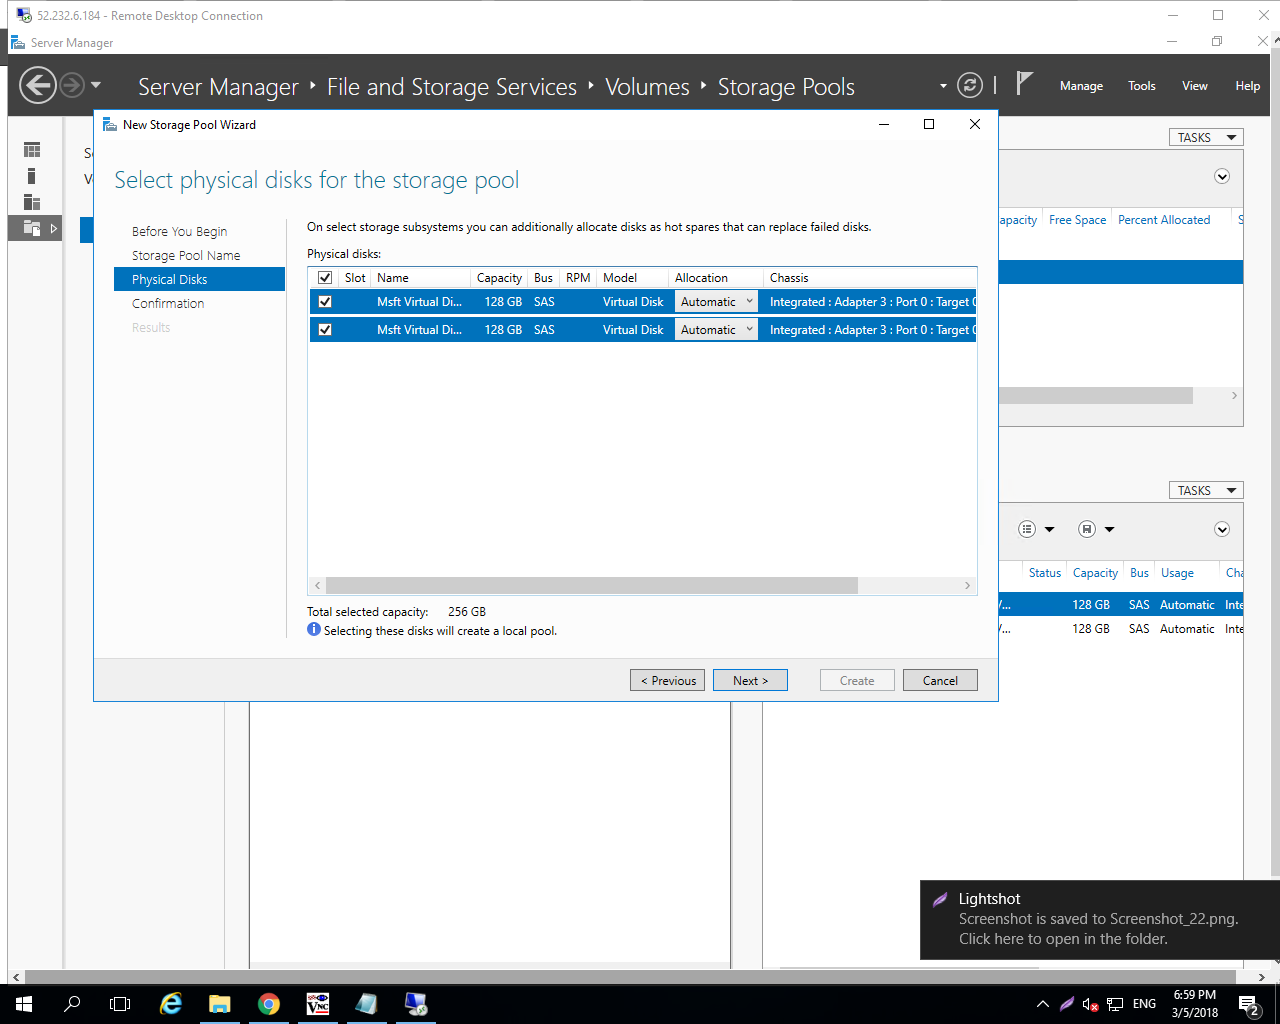 52.232.6.184 - Remote Desktop Connection
Server Manager
Server Manager ‣ File and Storage Services ‣ Volumes ‣ Storage Pools
Manage Tools View Help
New Storage Pool Wizard
Select physical disks for the storage pool
Before You Begin
Storage Pool Name
Physical Disks
Confirmation
Results
On select storage subsystems you can additionally allocate disks as hot spares that can replace failed disks.
Physical disks:
Slot Name Capacity Bus RPM Model Allocation Chassis
Msft Virtual Di... 128 GB SAS Virtual Disk Automatic Integrated : Adapter 3 : Port 0 : Target
Msft Virtual Di... 128 GB SAS Virtual Disk Automatic Integrated : Adapter 3 : Port 0 : Target
Total selected capacity: 256 GB
Selecting these disks will create a local pool.
< Previous Next > Create Cancel
TASKS
apacity Free Space Percent Allocated S
TASKS
Status Capacity Bus Usage Cha
/... 128 GB SAS Automatic Inte
/... 128 GB SAS Automatic Inte
Lightshot
Screenshot is saved to Screenshot_22.png.
Click here to open in the folder.
VNC
ENG
6:59 PM
3/5/2018
2